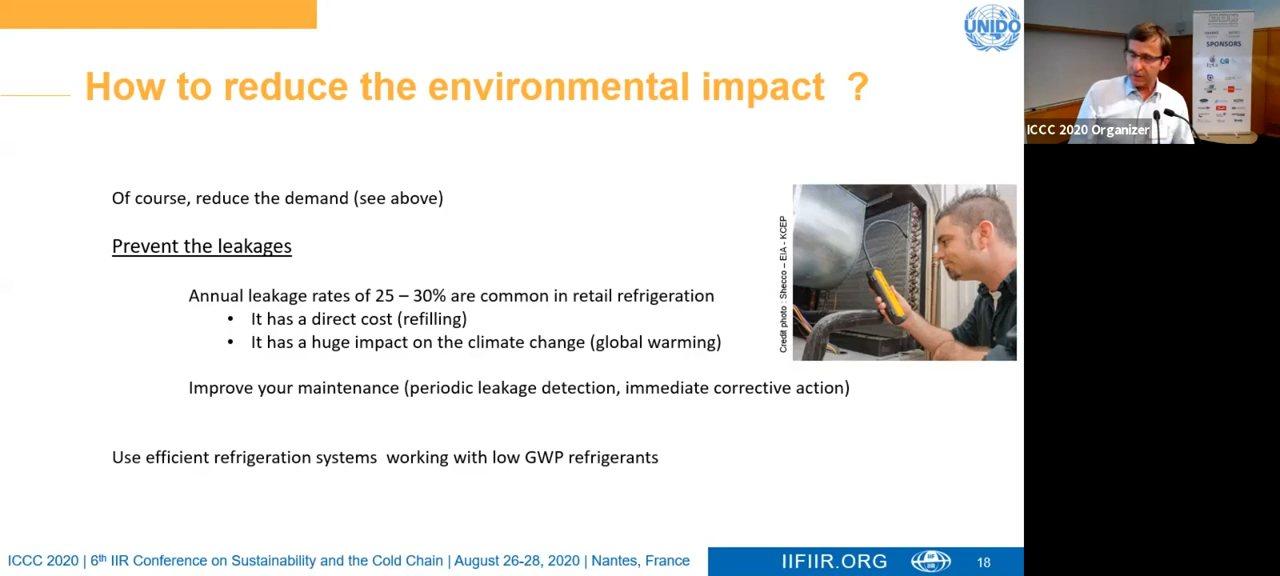 UNIDO
How to reduce the environmental impact ?
Of course, reduce the demand (see above)
Prevent the leakages
Annual leakage rates of 25 – 30% are common in retail refrigeration
• It has a direct cost (refilling)
• It has a huge impact on the climate change (global warming)
Improve your maintenance (periodic leakage detection, immediate corrective action)
Use efficient refrigeration systems working with low GWP refrigerants
Credit photo : Shecco – EIA - KCEP
ICCC 2020 | 6th IIR Conference on Sustainability and the Cold Chain | August 26-28, 2020 | Nantes, France
IIFIIR.ORG
18
SPONSORS
ICCC 2020 Organizer